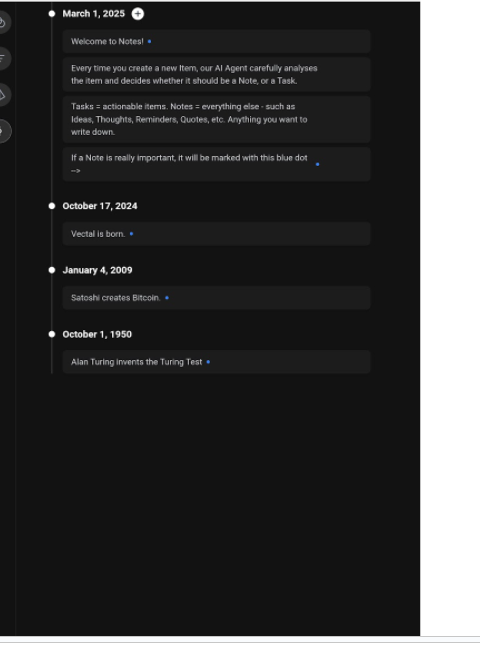 March 1, 2025
Welcome to Notes!
Every time you create a new Item, our AI Agent carefully analyses
the item and decides whether it should be a Note, or a Task.
Tasks = actionable items. Notes = everything else - such as
Ideas, Thoughts, Reminders, Quotes, etc. Anything you want to
write down.
If a Note is really important, it will be marked with this blue dot
-->
October 17, 2024
Vectal is born.
January 4, 2009
Satoshi creates Bitcoin.
October 1, 1950
Alan Turing invents the Turing Test